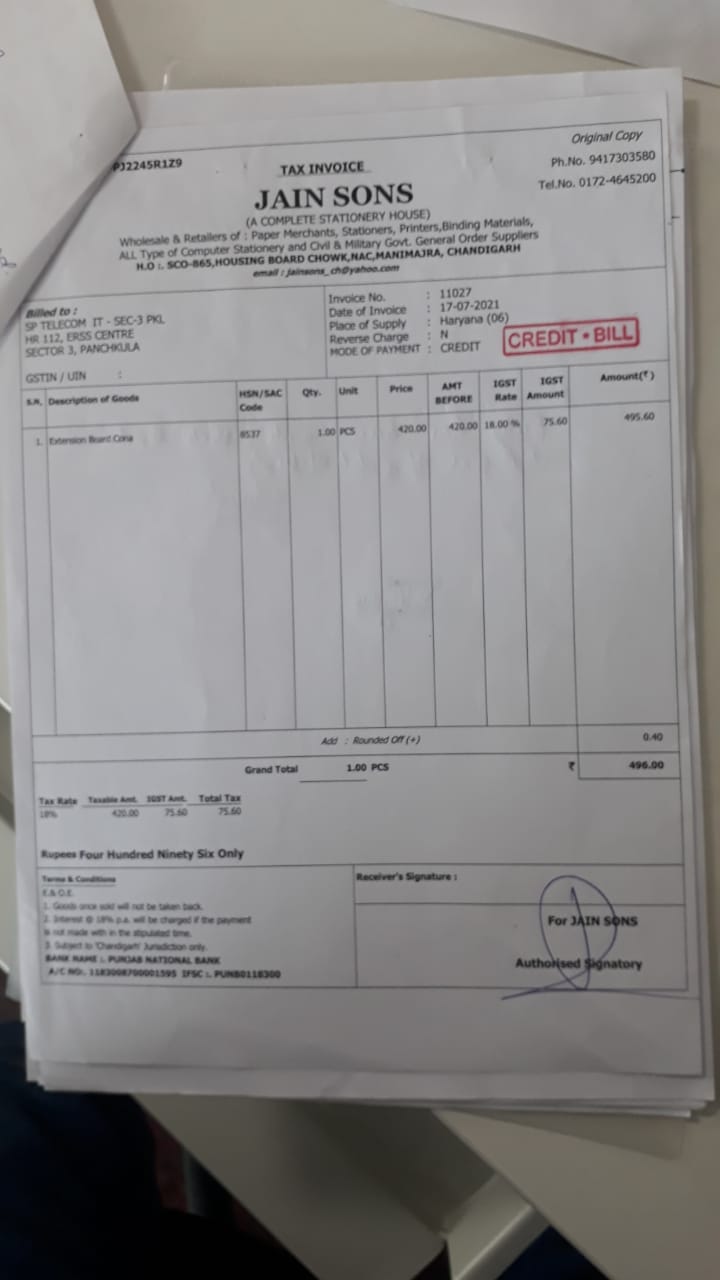 Original Copy
PJ2245R1Z9
TAX INVOICE
Ph.No. 9417303580
JAIN SONS
Tel.No. 0172-4645200
(A COMPLETE STATIONERY HOUSE)
Wholesale & Retailers of : Paper Merchants, Stationers, Printers,Binding Materials,
ALL Type of Computer Stationery and Civil & Military Govt. General Order Suppliers
H.O :. SCO-865,HOUSING BOARD CHOWK,NAC,MANIMAJRA, CHANDIGARH
email : jainsons_ch@yahoo.com
Billed to :
SP TELECOM IT - SEC-3 PKL
HR 112, ERSS CENTRE
SECTOR 3, PANCHKULA
GSTIN / UIN :
Invoice No. : 11027
Date of Invoice : 17-07-2021
Place of Supply : Haryana (06)
Reverse Charge : N
MODE OF PAYMENT : CREDIT
CREDIT • BILL
S.N. Description of Goods HSN/SAC Code Qty. Unit Price AMT BEFORE IGST Rate IGST Amount Amount(₹)
1. Extension Board Cona 8537 1.00 PCS 420.00 420.00 18.00 % 75.60 495.60
Add : Rounded Off (+) 0.40
Grand Total 1.00 PCS ₹ 496.00
Tax Rate Taxable Amt. IGST Amt. Total Tax
18% 420.00 75.60 75.60
Rupees Four Hundred Ninety Six Only
Terms & Conditions
E.& O.E.
1. Goods once sold will not be taken back.
2. Interest @ 18% p.a. will be charged if the payment
is not made with in the stipulated time.
3. Subject to 'Chandigarh' Jurisdiction only.
BANK NAME :. PUNJAB NATIONAL BANK
A/C NO:. 1183008700001595 IFSC :. PUNB0118300
Receiver's Signature :
For JAIN SONS
Authorised Signatory